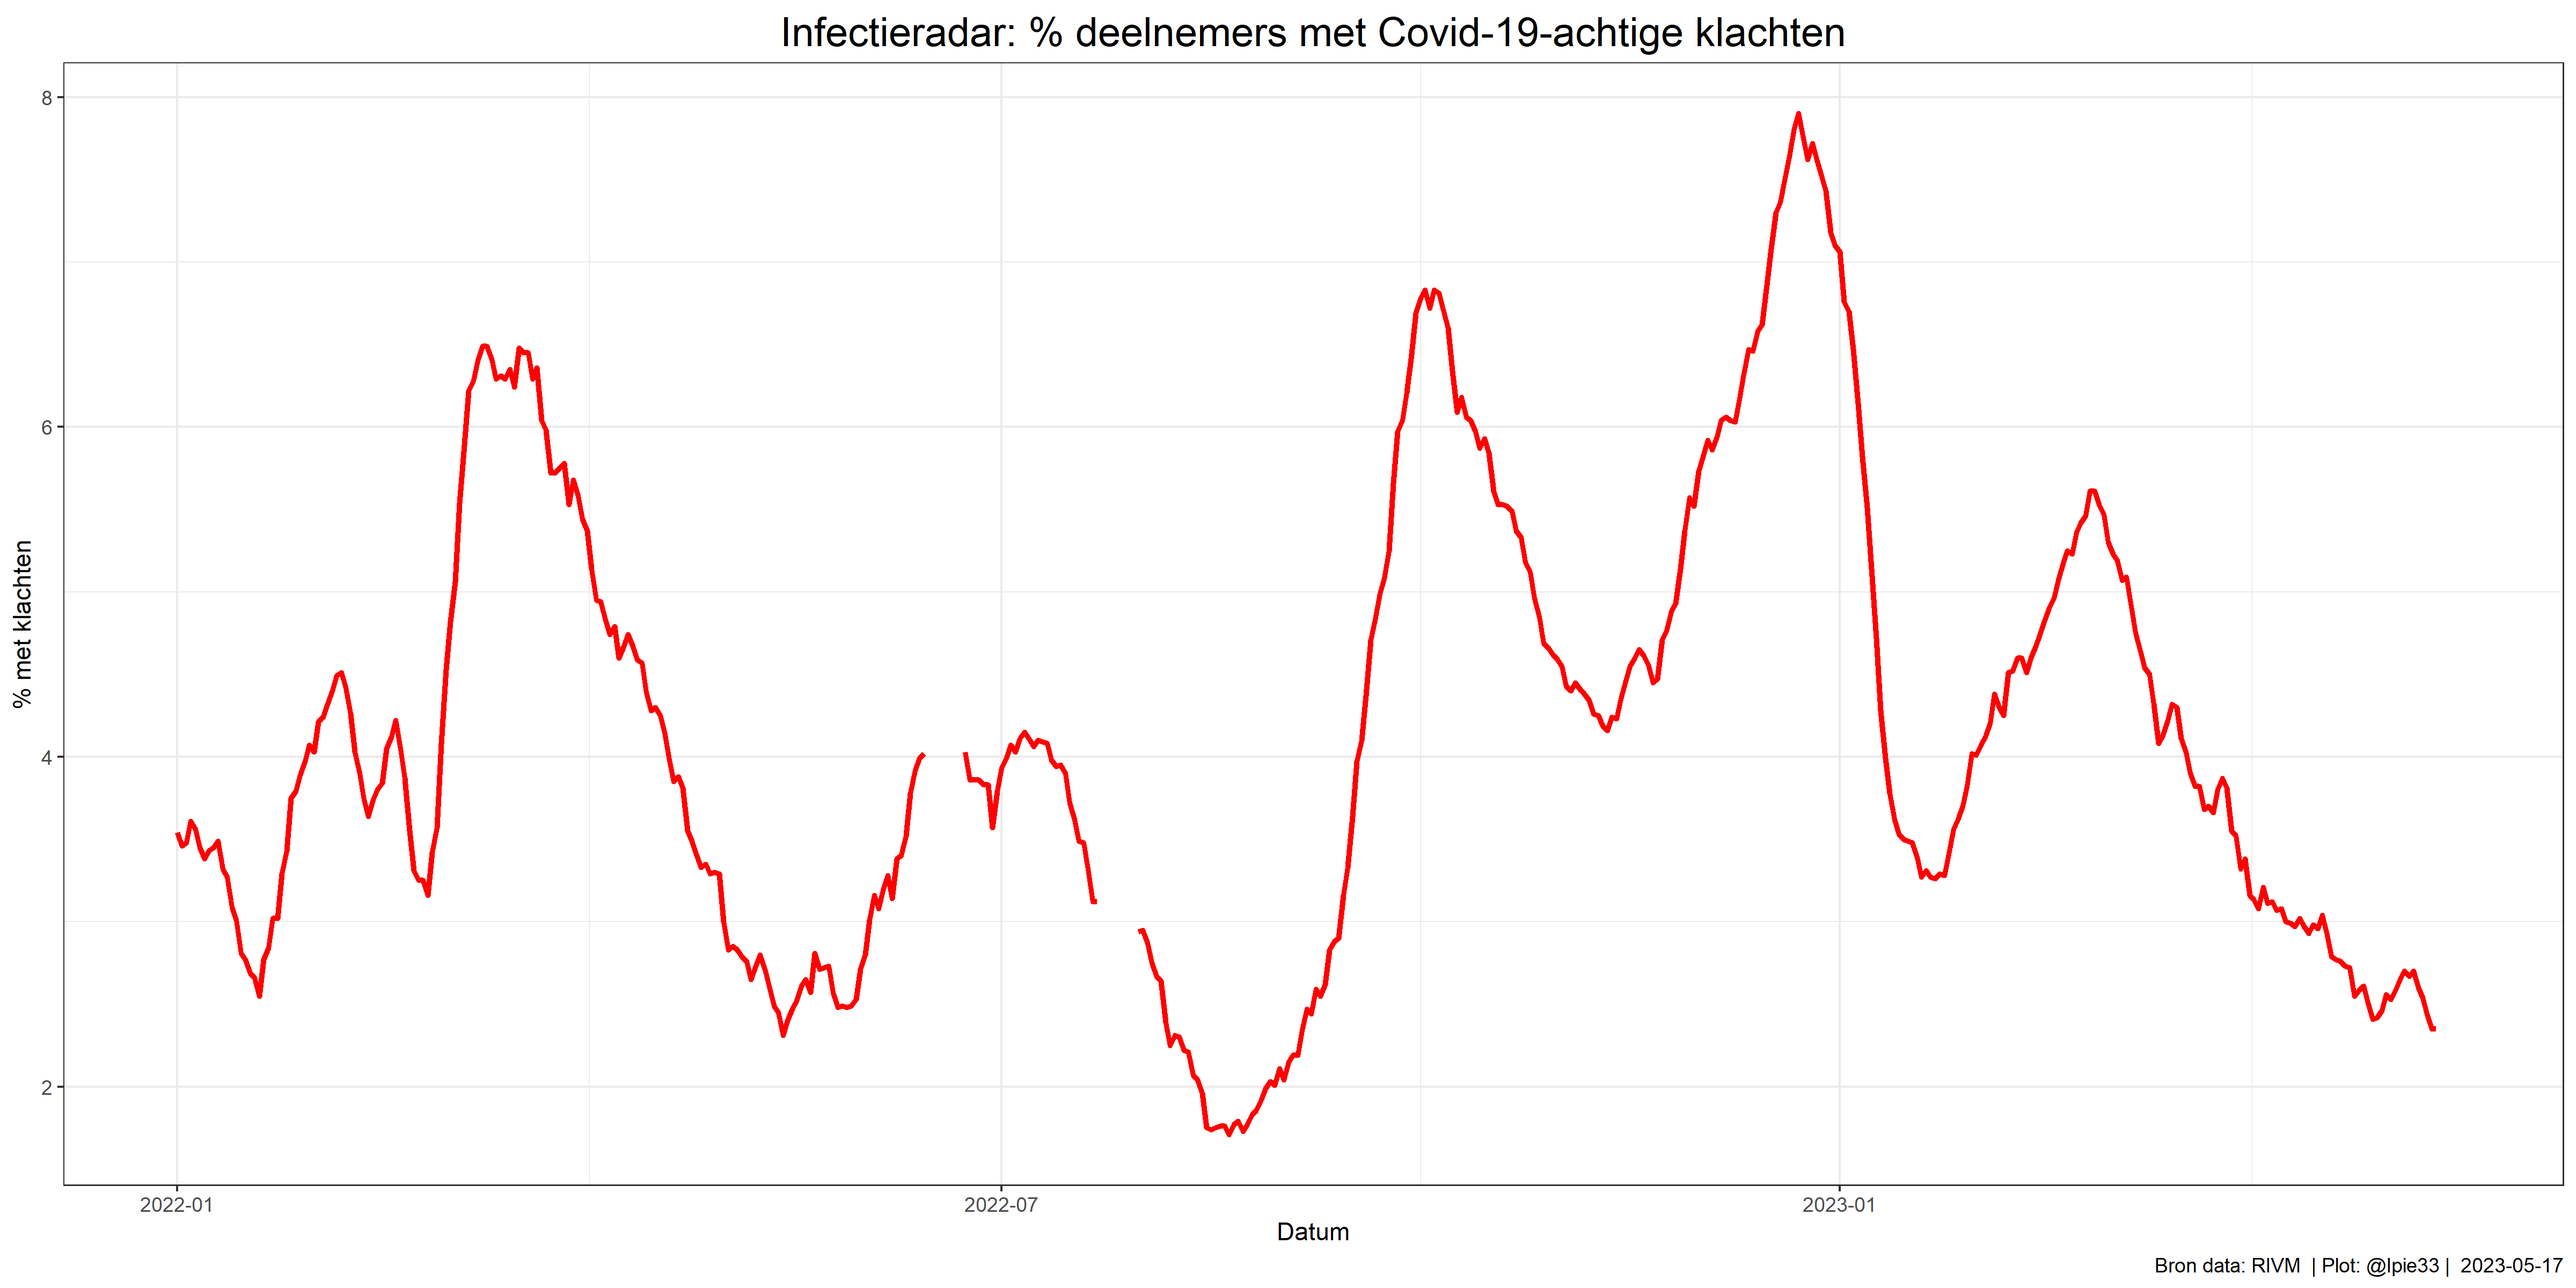 Infectieradar: % deelnemers met Covid-19-achtige klachten
8
6
4
2
% met klachten
2022-01
2022-07
2023-01
Datum
Bron data: RIVM | Plot: @lpie33 | 2023-05-17